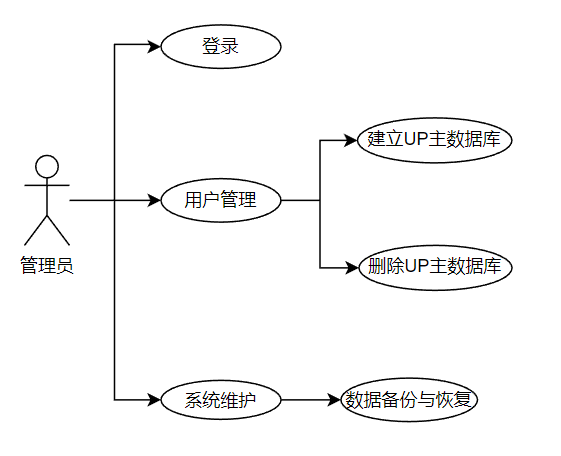 登录
建立UP主数据库
用户管理
管理员
删除UP主数据库
系统维护
数据备份与恢复